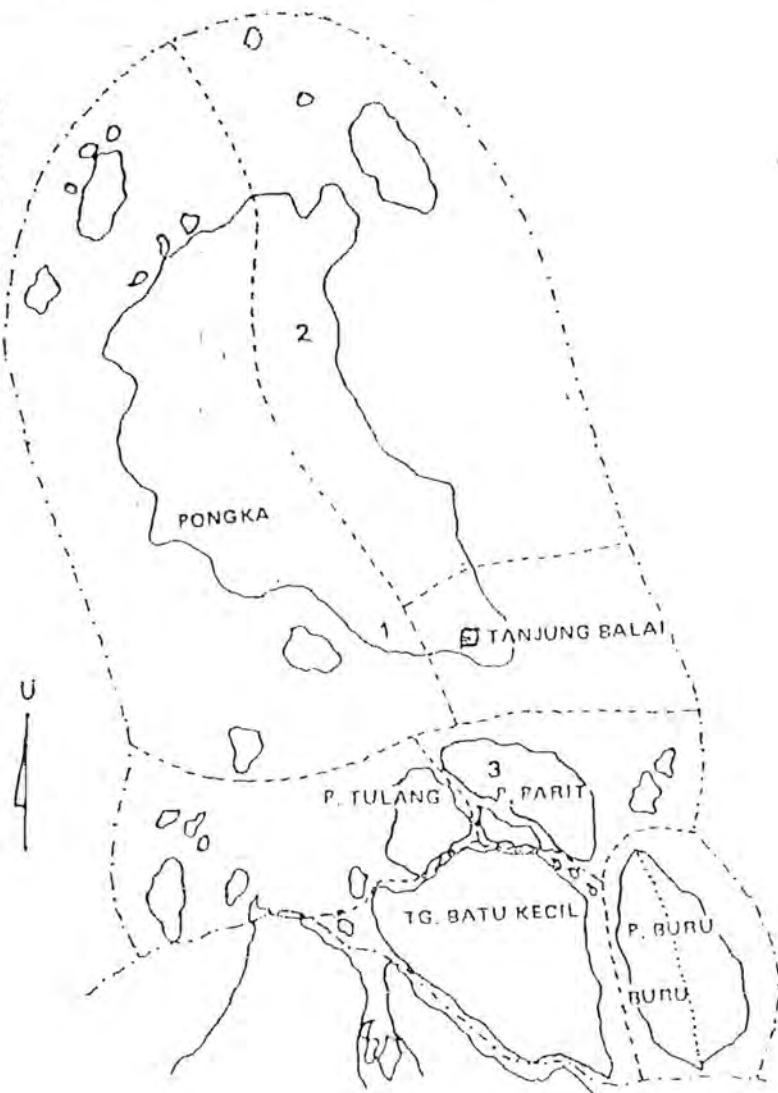 2
PONGKA
1
TANJUNG BALAI
U
3
P. TULANG
P. PARIT
TG. BATU KECIL
P. BURU
BURU